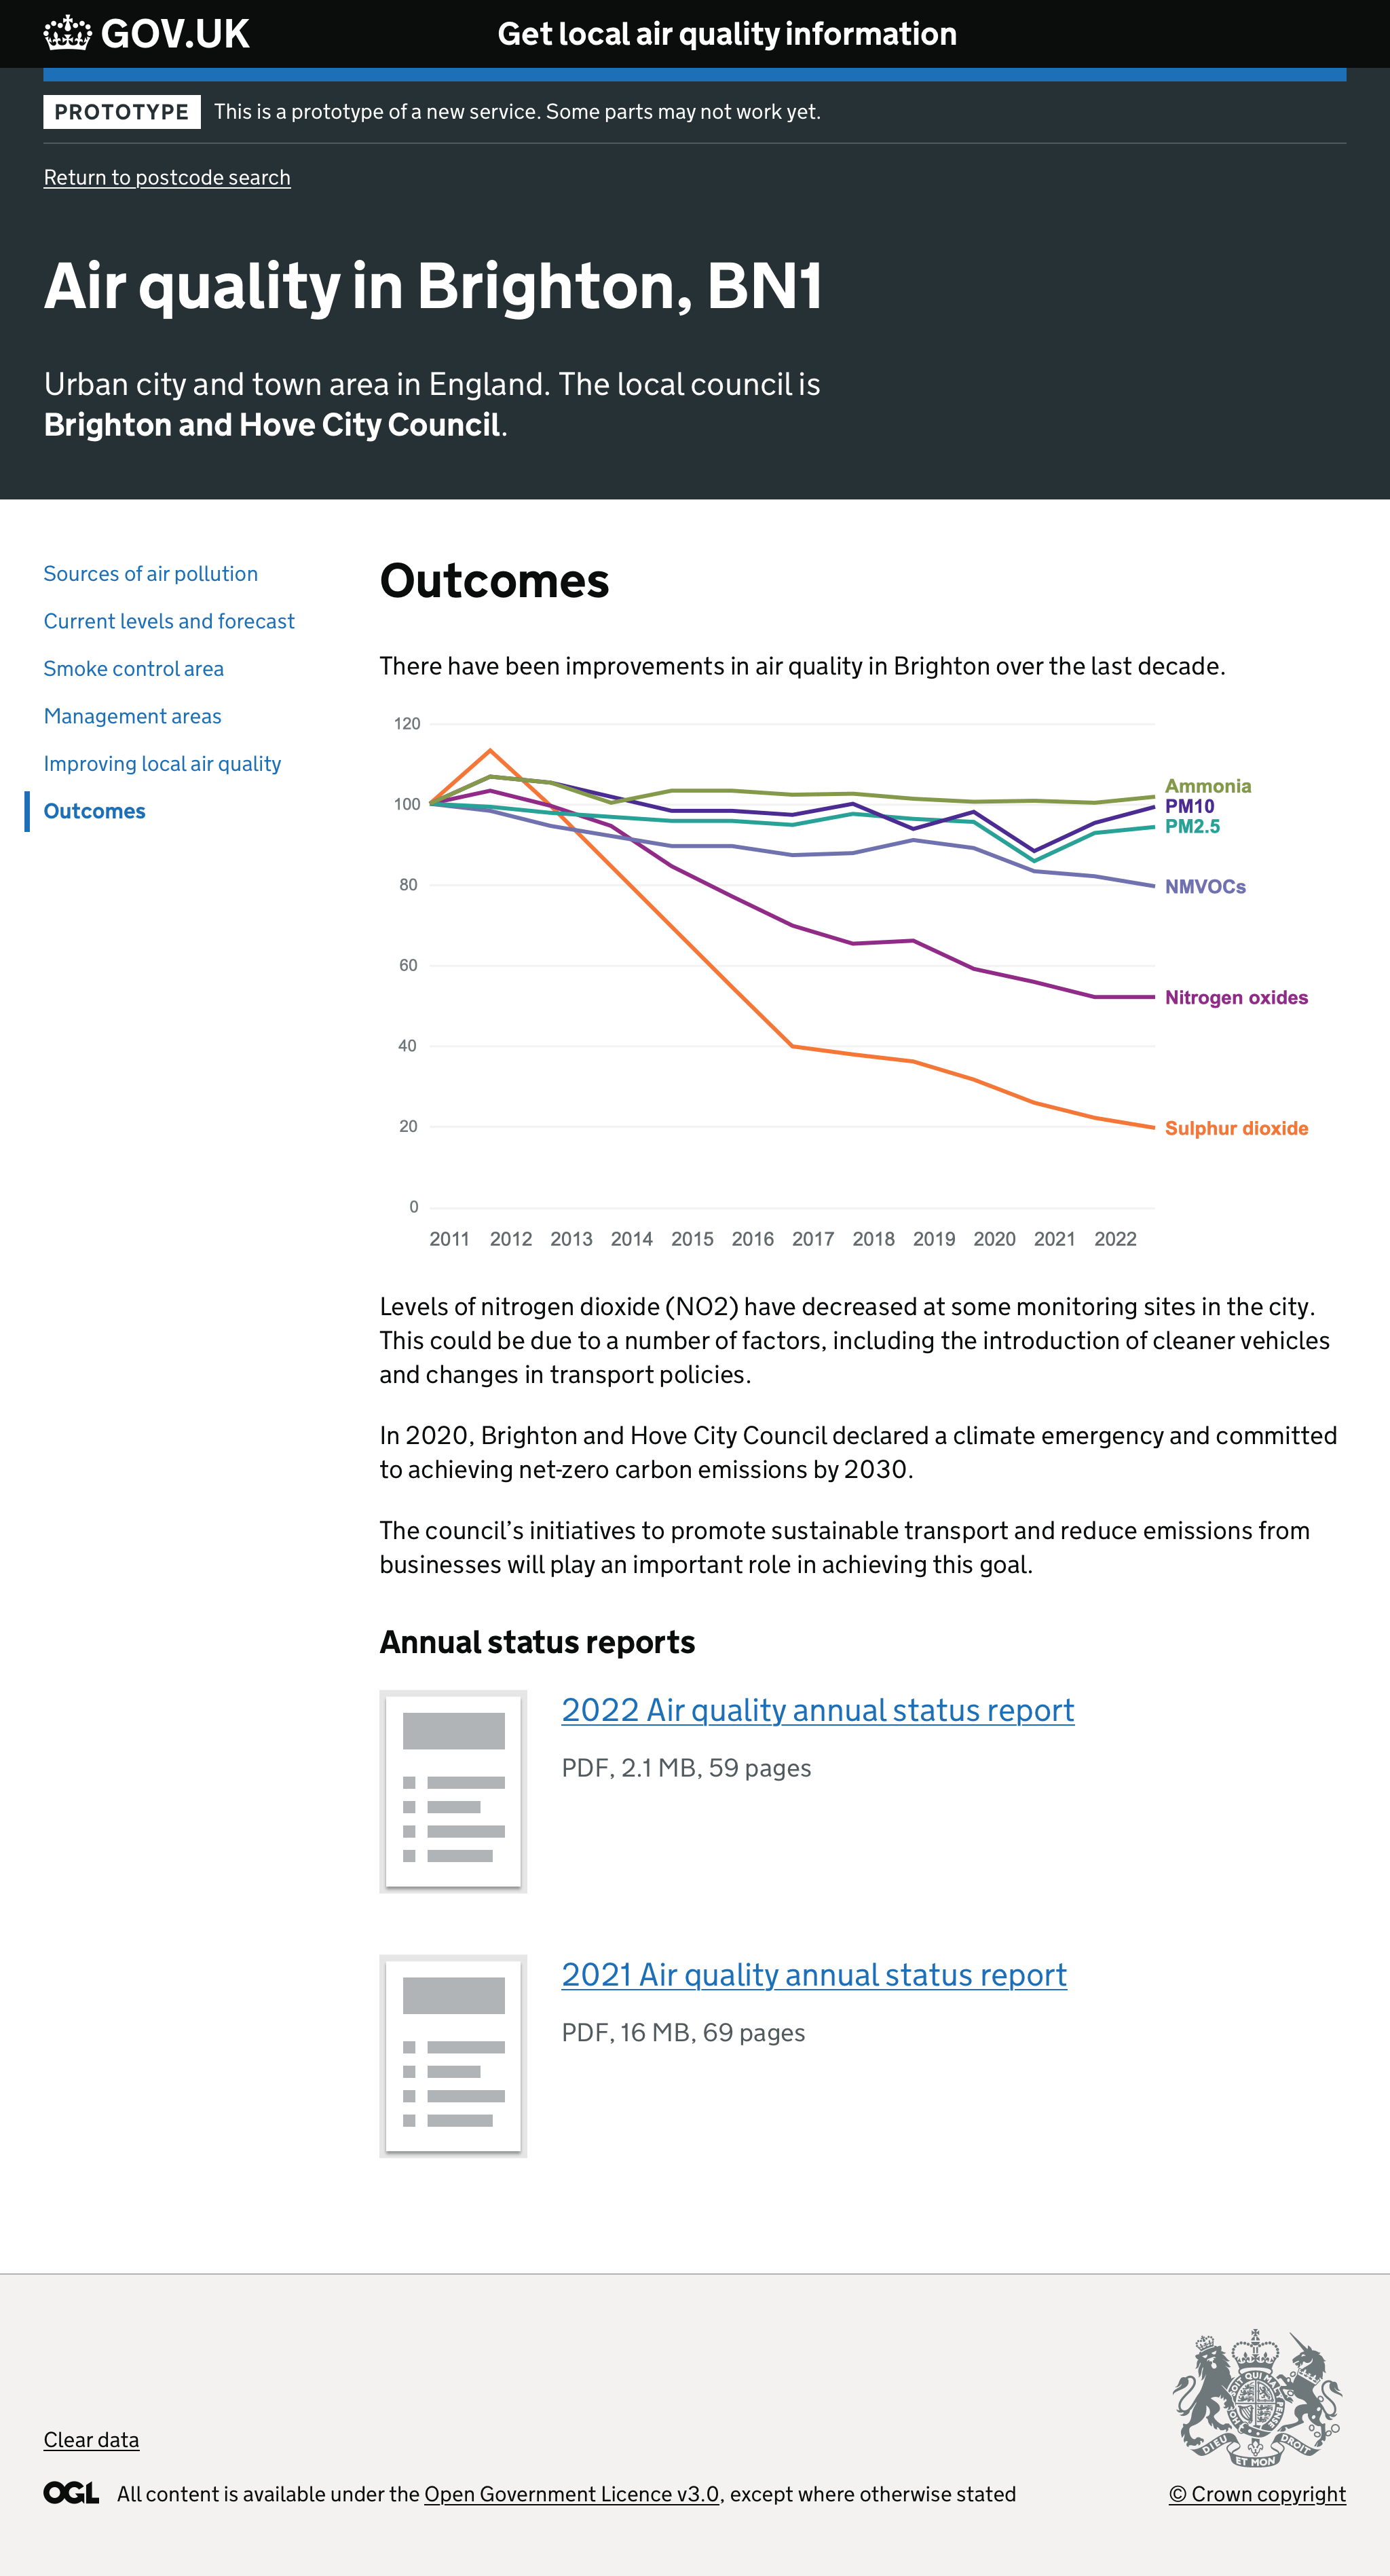 GOV.UK
Get local air quality information
PROTOTYPE This is a prototype of a new service. Some parts may not work yet.
Return to postcode search
Air quality in Brighton, BN1
Urban city and town area in England. The local council is
Brighton and Hove City Council.
Sources of air pollution
Current levels and forecast
Smoke control area
Management areas
Improving local air quality
Outcomes
Outcomes
There have been improvements in air quality in Brighton over the last decade.
120
100
80
60
40
20
0
Ammonia
PM10
PM2.5
NMVOCs
Nitrogen oxides
Sulphur dioxide
2011 2012 2013 2014 2015 2016 2017 2018 2019 2020 2021 2022
Levels of nitrogen dioxide (NO2) have decreased at some monitoring sites in the city.
This could be due to a number of factors, including the introduction of cleaner vehicles
and changes in transport policies.
In 2020, Brighton and Hove City Council declared a climate emergency and committed
to achieving net-zero carbon emissions by 2030.
The council’s initiatives to promote sustainable transport and reduce emissions from
businesses will play an important role in achieving this goal.
Annual status reports
2022 Air quality annual status report
PDF, 2.1 MB, 59 pages
2021 Air quality annual status report
PDF, 16 MB, 69 pages
DIEU ET MON DROIT
Clear data
OGL All content is available under the Open Government Licence v3.0, except where otherwise stated
© Crown copyright